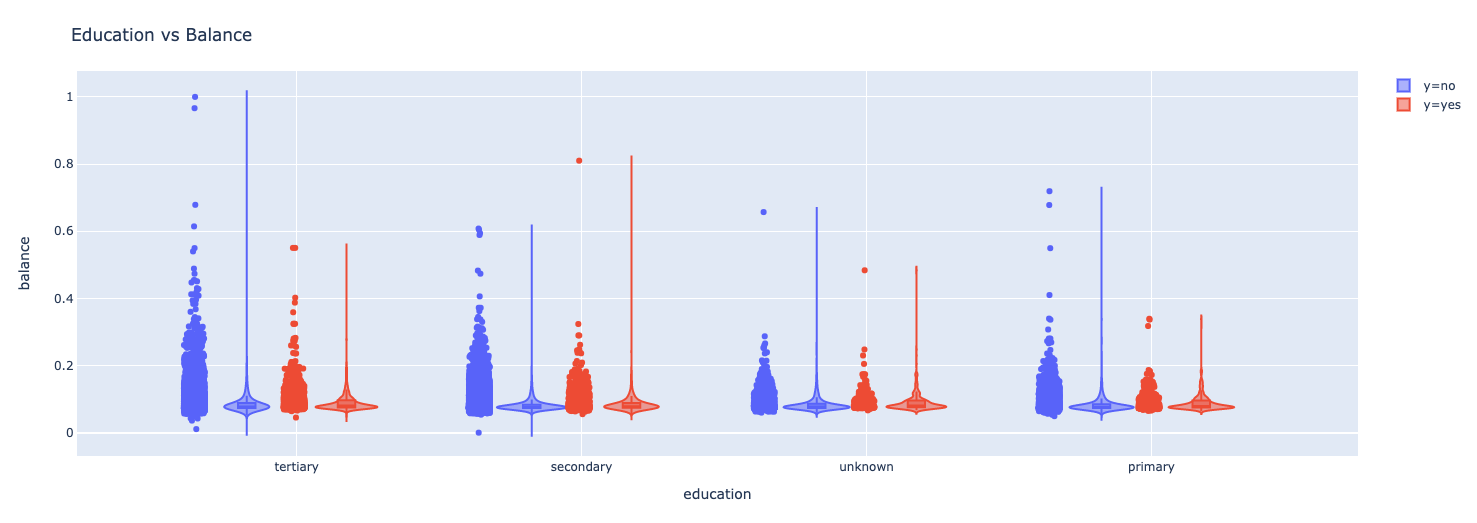 Education vs Balance
y=no
y=yes
1
0.8
0.6
0.4
0.2
0
balance
tertiary
secondary
unknown
primary
education